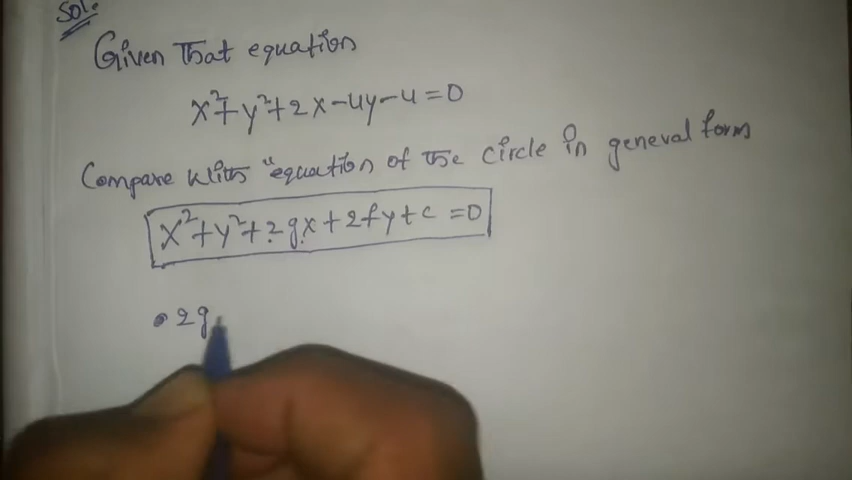 Sol.
Given That equation
x²+y²+2x-4y-4=0
Compare with "equation of the circle in general form
x²+y²+2gx+2fy+c=0
• 2g